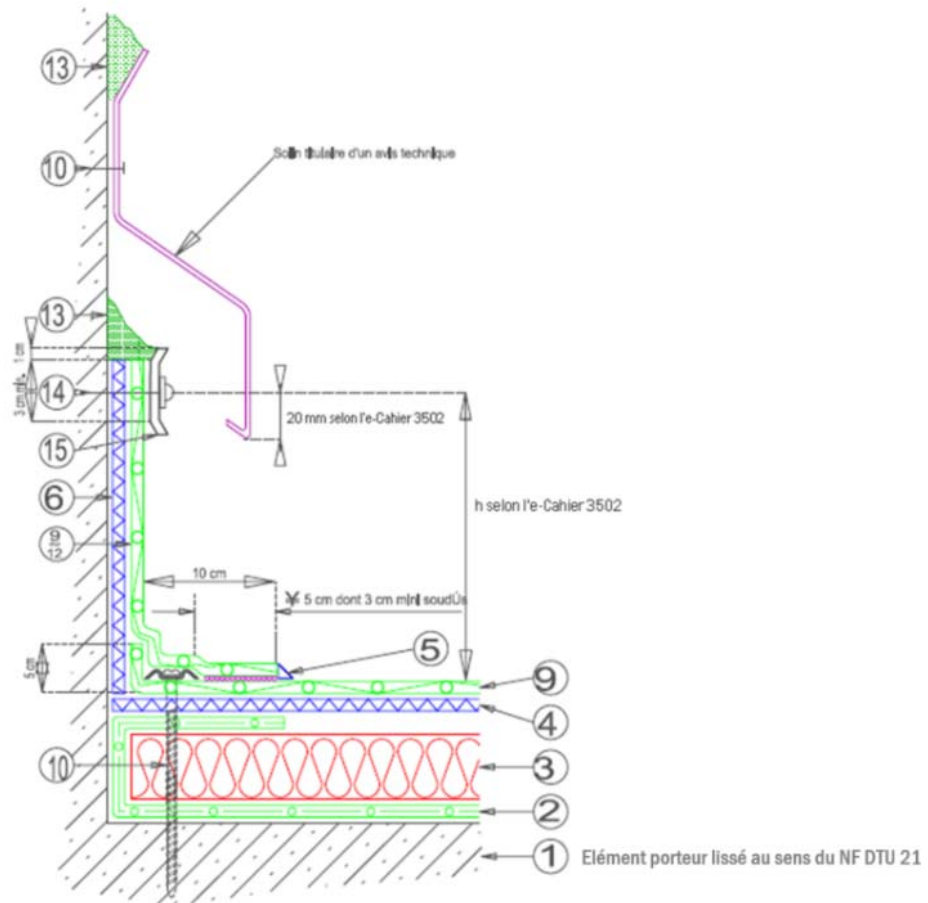 13
10
Solin titulaire d'un avis technique
13
1 cm
3 cm mini.
14
20 mm selon l'e-Cahier 3502
15
6
h selon l'e-Cahier 3502
9
12
10 cm
5 cm dont 3 cm mini soudÚs
5
5 cm
9
4
10
3
2
1 Elément porteur lissé au sens du NF DTU 21